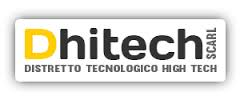 Dhitech SCARL
DISTRETTO TECNOLOGICO HIGH TECH